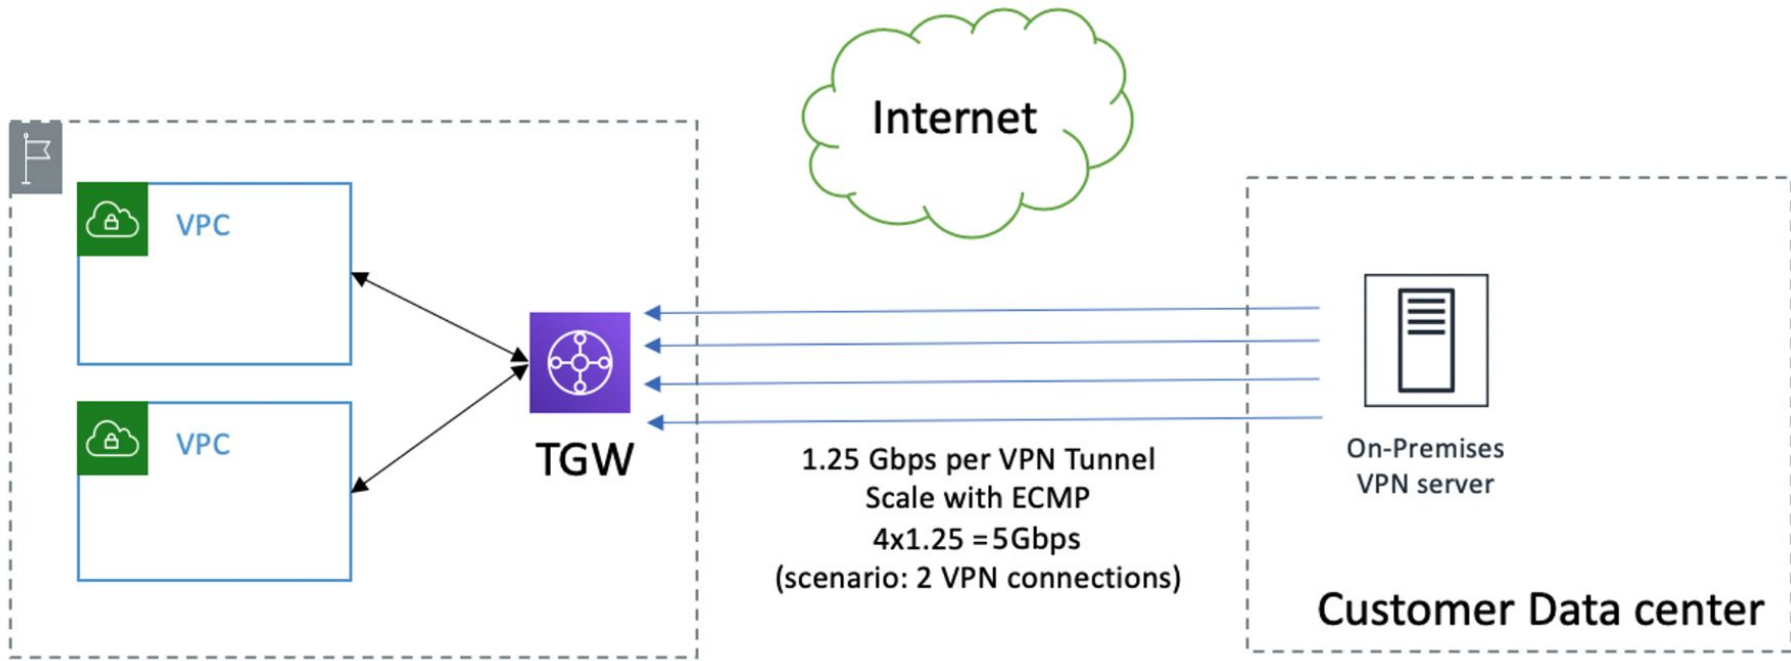 Internet
VPC
VPC
TGW
1.25 Gbps per VPN Tunnel
Scale with ECMP
4x1.25 =5Gbps
(scenario: 2 VPN connections)
On-Premises
VPN server
Customer Data center